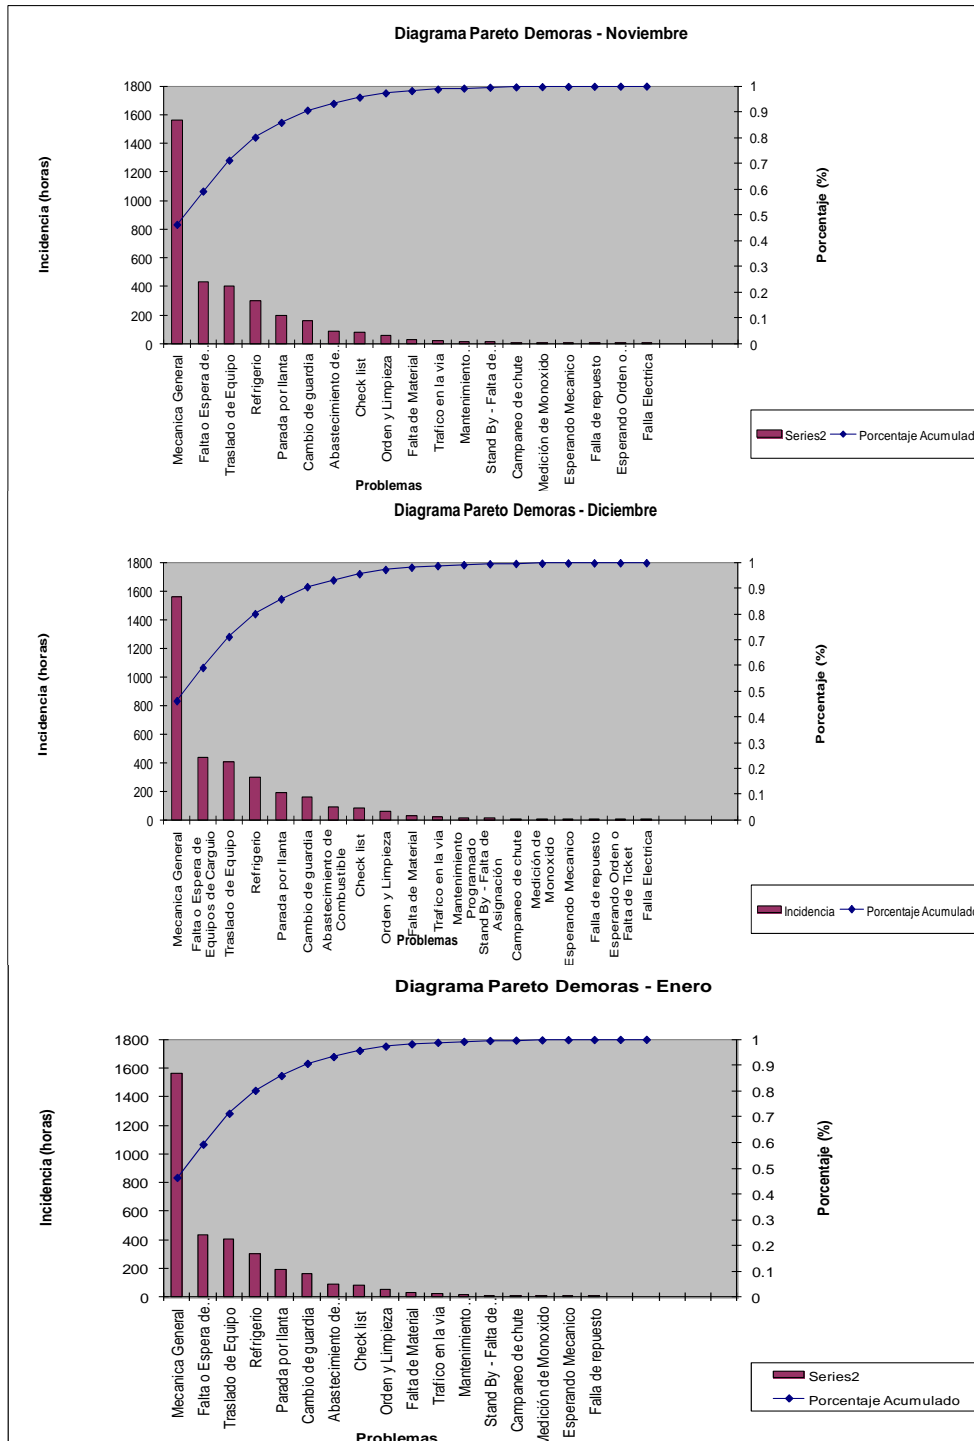 Diagrama Pareto Demoras - Noviembre
Incidencia (horas)
1800
1600
1400
1200
1000
800
600
400
200
0
1
0.9
0.8
0.7
0.6
0.5
0.4
0.3
0.2
0.1
0
Porcentaje (%)
Mecanica General
Falta o Espera de..
Traslado de Equipo
Refrigerio
Parada por llanta
Cambio de guardia
Abastecimiento de..
Check list
Orden y Limpieza
Falta de Material
Trafico en la via
Mantenimiento..
Stand By - Falta de..
Campaneo de chute
Medición de Monoxido
Esperando Mecanico
Falla de repuesto
Esperando Orden o..
Falla Electrica
Problemas
Series2
Porcentaje Acumulad
Diagrama Pareto Demoras - Diciembre
Incidencia (horas)
1800
1600
1400
1200
1000
800
600
400
200
0
1
0.9
0.8
0.7
0.6
0.5
0.4
0.3
0.2
0.1
0
Porcentaje (%)
Mecanica General
Falta o Espera de
Equipos de Carguio
Traslado de Equipo
Refrigerio
Parada por llanta
Cambio de guardia
Abastecimiento de
Combustible
Check list
Orden y Limpieza
Falta de Material
Trafico en la via
Mantenimiento
Programado
Stand By - Falta de
Asignación
Campaneo de chute
Medición de
Monoxido
Esperando Mecanico
Falla de repuesto
Esperando Orden o
Falta de Ticket
Falla Electrica
Problemas
Incidencia
Porcentaje Acumulad
Diagrama Pareto Demoras - Enero
Incidencia (horas)
1800
1600
1400
1200
1000
800
600
400
200
0
1
0.9
0.8
0.7
0.6
0.5
0.4
0.3
0.2
0.1
0
Porcentaje (%)
Mecanica General
Falta o Espera de..
Traslado de Equipo
Refrigerio
Parada por llanta
Cambio de guardia
Abastecimiento de..
Check list
Orden y Limpieza
Falta de Material
Trafico en la via
Mantenimiento..
Stand By - Falta de..
Campaneo de chute
Medición de Monoxido
Esperando Mecanico
Falla de repuesto
Problemas
Series2
Porcentaje Acumulado